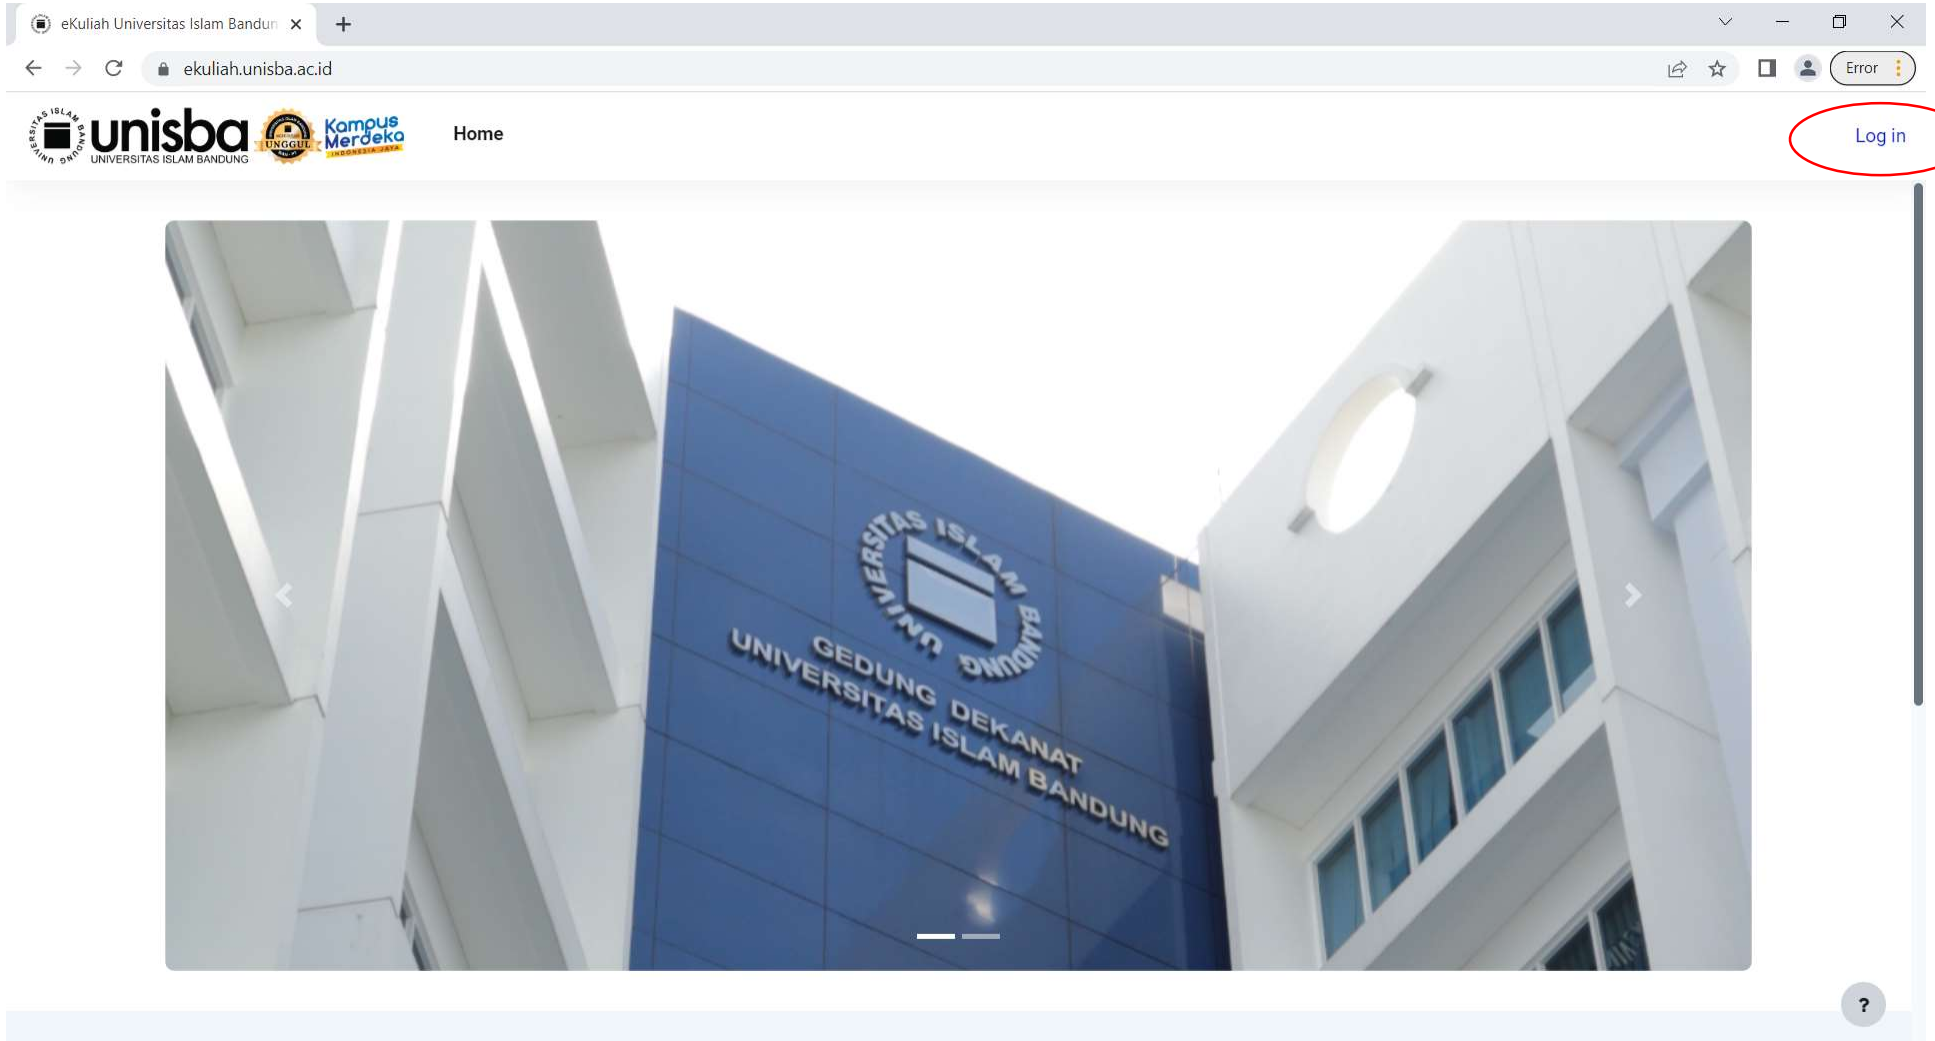 eKuliah Universitas Islam Bandun
ekuliah.unisba.ac.id
Error
UNIVERSITAS ISLAM BANDUNG
unisba
UNIVERSITAS ISLAM BANDUNG
UNGGUL
Kampus
Merdeka
INDONESIA JAYA
Home
Log in
UNIVERSITAS ISLAM BANDUNG
GEDUNG DEKANAT
UNIVERSITAS ISLAM BANDUNG
?